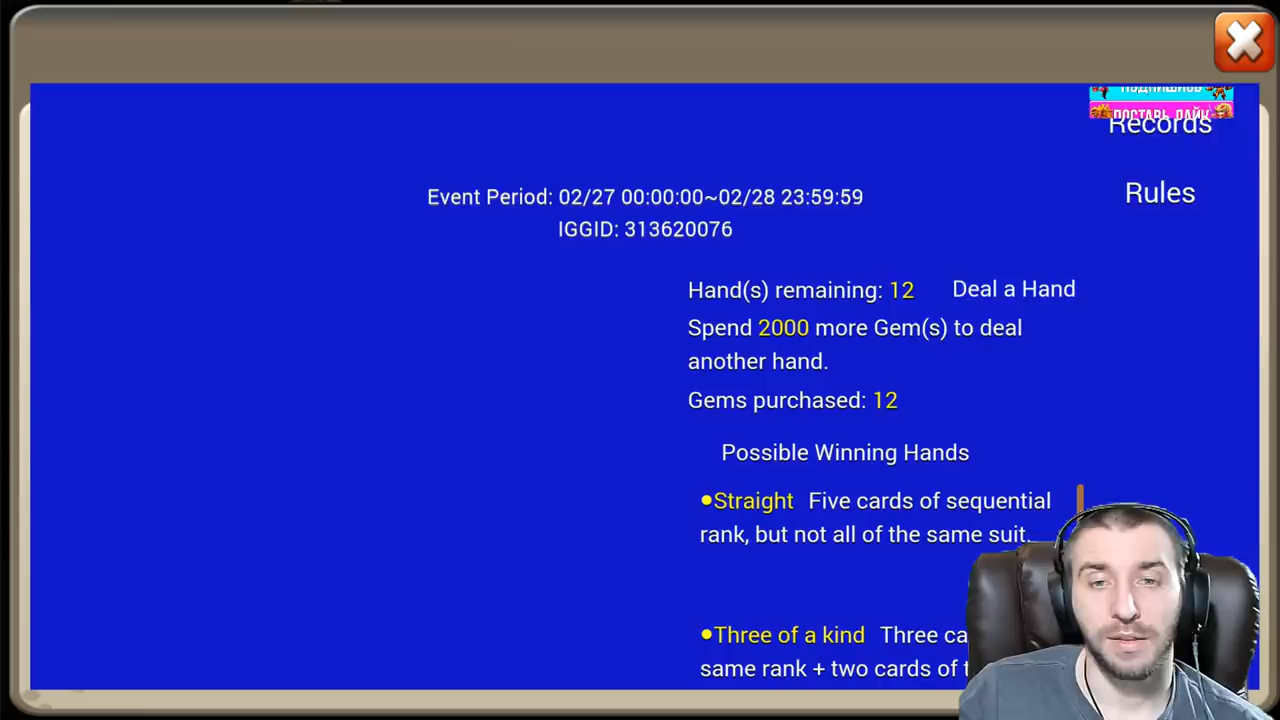 ПОДПИШИСЬ
ПОСТАВЬ ЛАЙК
Records
Rules
Event Period: 02/27 00:00:00~02/28 23:59:59
IGGID: 313620076
Hand(s) remaining: 12 Deal a Hand
Spend 2000 more Gem(s) to deal
another hand.
Gems purchased: 12
Possible Winning Hands
●Straight Five cards of sequential
rank, but not all of the same suit.
●Three of a kind Three ca
same rank + two cards of t